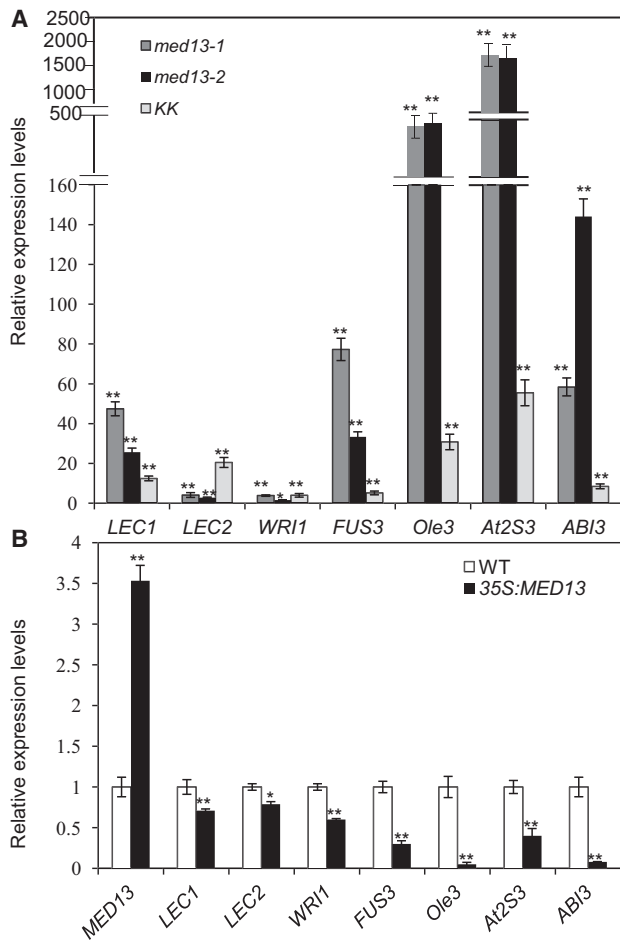 A
Relative expression levels
2500
2000
1500
1000
500
160
140
120
100
80
60
40
20
0
med13-1
med13-2
KK
** ** **
** ** **
** * **
** ** **
** ** **
** ** **
** ** **
LEC1 LEC2 WRI1 FUS3 Ole3 At2S3 ABI3
B
Relative expression levels
4
3.5
3
2.5
2
1.5
1
0.5
0
WT
35S:MED13
** ** * ** ** ** ** **
MED13 LEC1 LEC2 WRI1 FUS3 Ole3 At2S3 ABI3